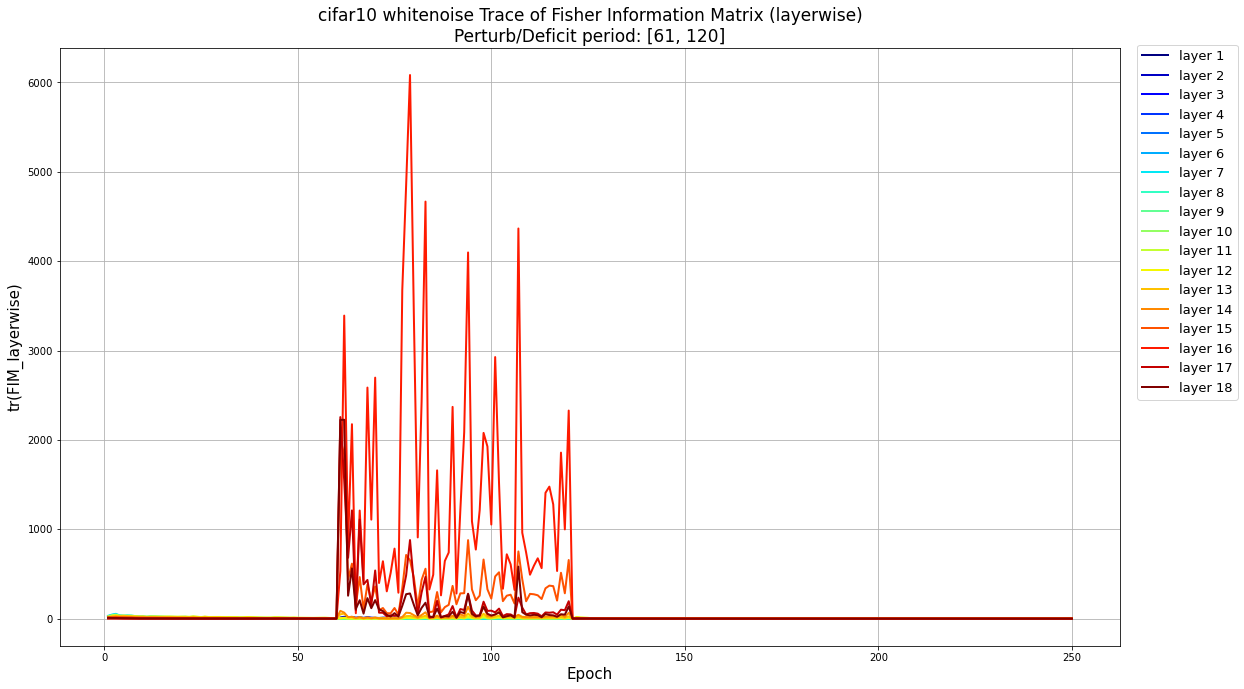 cifar10 whitenoise Trace of Fisher Information Matrix (layerwise)
Perturb/Deficit period: [61, 120]
tr(FIM_layerwise)
6000
5000
4000
3000
2000
1000
0
0
50
100
150
200
250
Epoch
layer 1
layer 2
layer 3
layer 4
layer 5
layer 6
layer 7
layer 8
layer 9
layer 10
layer 11
layer 12
layer 13
layer 14
layer 15
layer 16
layer 17
layer 18